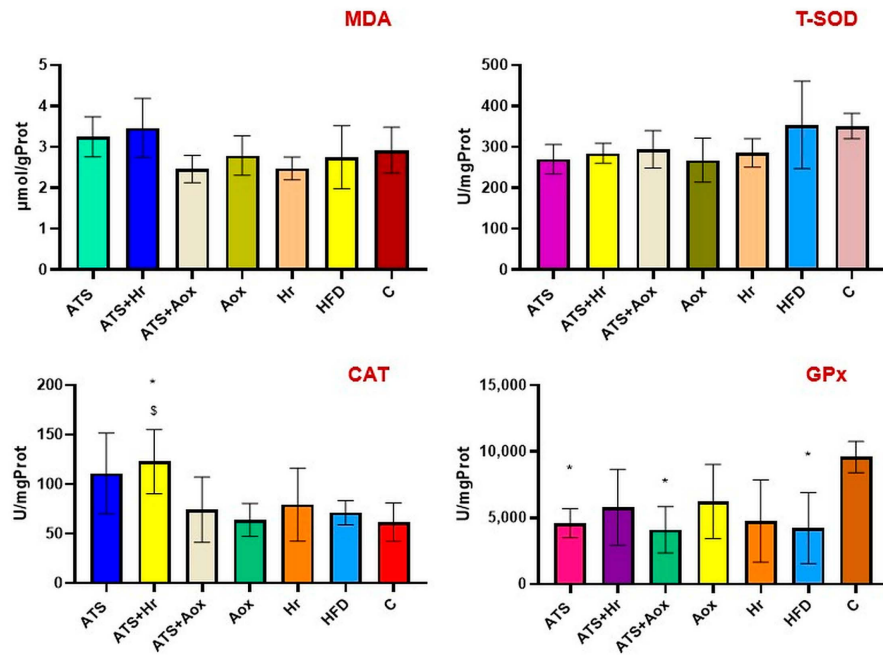 MDA
µmol/gProt
5
4
3
2
1
0
ATS
ATS+Hr
ATS+Aox
Aox
Hr
HFD
C
T-SOD
U/mgProt
500
400
300
200
100
0
ATS
ATS+Hr
ATS+Aox
Aox
Hr
HFD
C
CAT
U/mgProt
200
150
100
50
0
*
$
ATS
ATS+Hr
ATS+Aox
Aox
Hr
HFD
C
GPx
U/mgProt
15,000
10,000
5,000
0
*
*
*
ATS
ATS+Hr
ATS+Aox
Aox
Hr
HFD
C